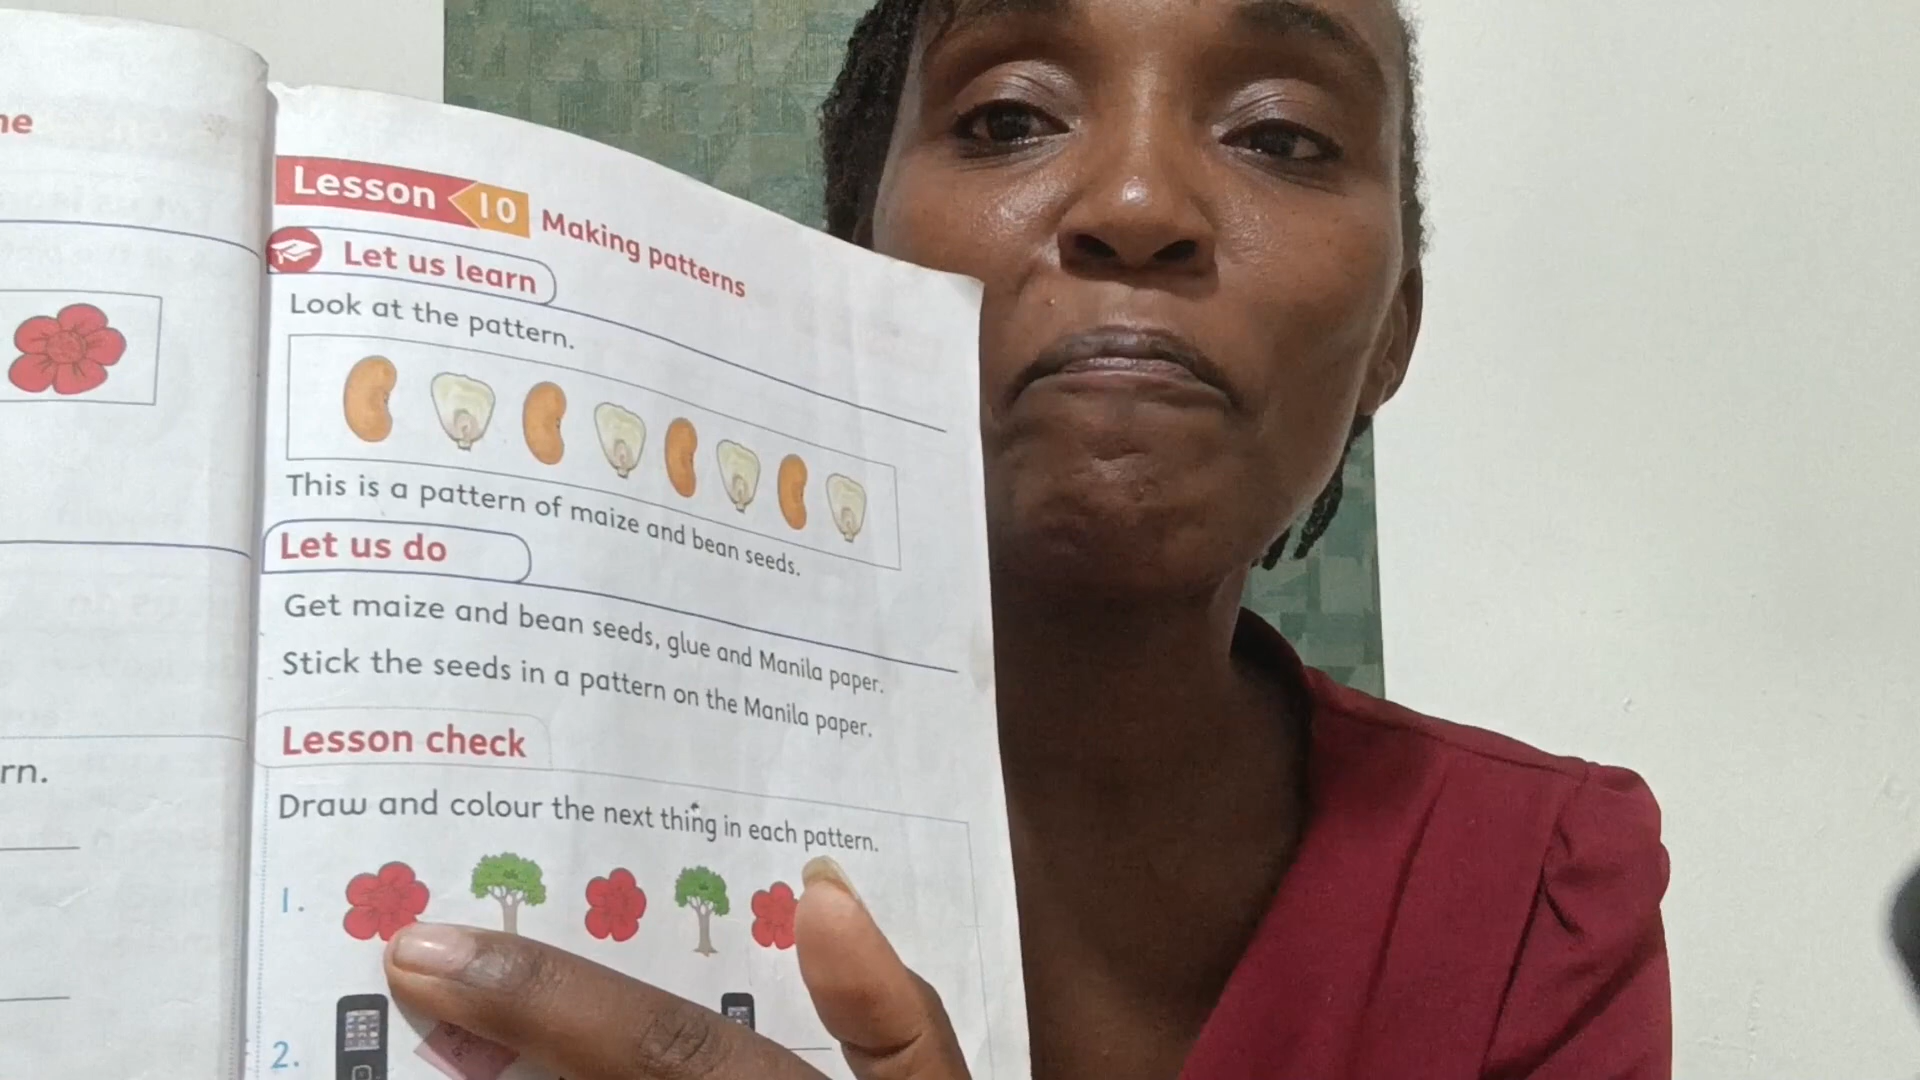 ne
rn.
Lesson 10 Making patterns
Let us learn
Look at the pattern.
This is a pattern of maize and bean seeds.
Let us do
Get maize and bean seeds, glue and Manila paper.
Stick the seeds in a pattern on the Manila paper.
Lesson check
Draw and colour the next thing in each pattern.
1.
2.